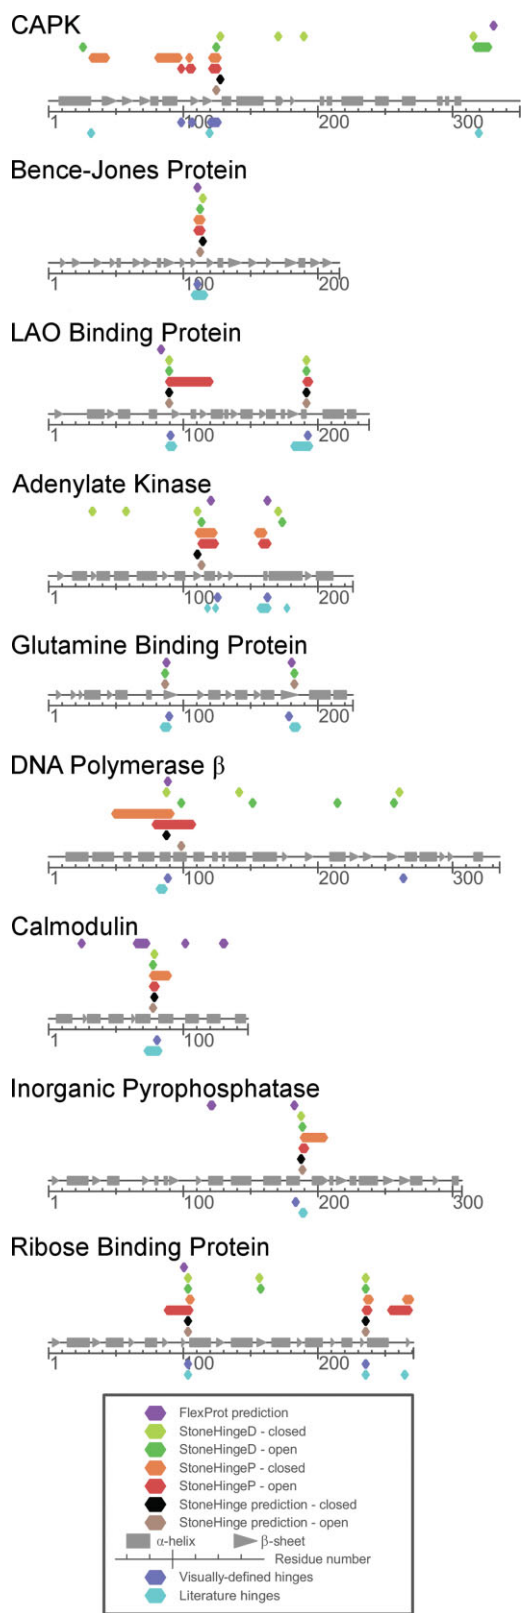 CAPK
1 100 200 300
Bence-Jones Protein
1 100 200
LAO Binding Protein
1 100 200
Adenylate Kinase
1 100 200
Glutamine Binding Protein
1 100 200
DNA Polymerase β
1 100 200 300
Calmodulin
1 100
Inorganic Pyrophosphatase
1 100 200 300
Ribose Binding Protein
1 100 200
FlexProt prediction
StoneHingeD - closed
StoneHingeD - open
StoneHingeP - closed
StoneHingeP - open
StoneHinge prediction - closed
StoneHinge prediction - open
α-helix β-sheet
Residue number
Visually-defined hinges
Literature hinges